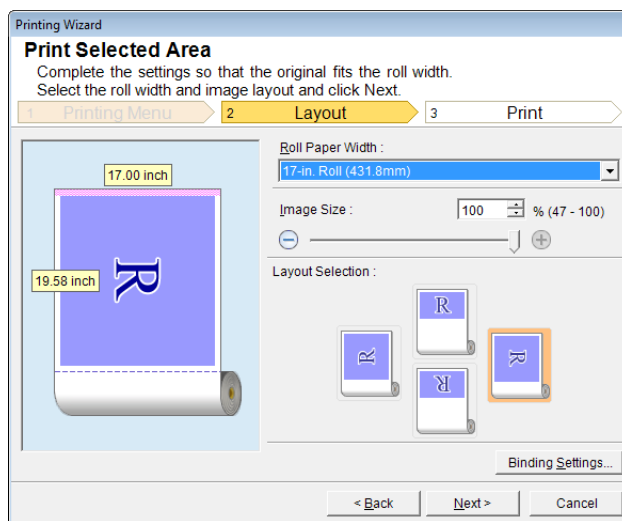 Printing Wizard
Print Selected Area
Complete the settings so that the original fits the roll width.
Select the roll width and image layout and click Next.
1 Printing Menu 2 Layout 3 Print
Roll Paper Width :
17-in. Roll (431.8mm)
17.00 inch
Image Size : 100 % (47 - 100)
19.58 inch
R
Layout Selection :
R
R
R
R
Binding Settings...
< Back Next > Cancel